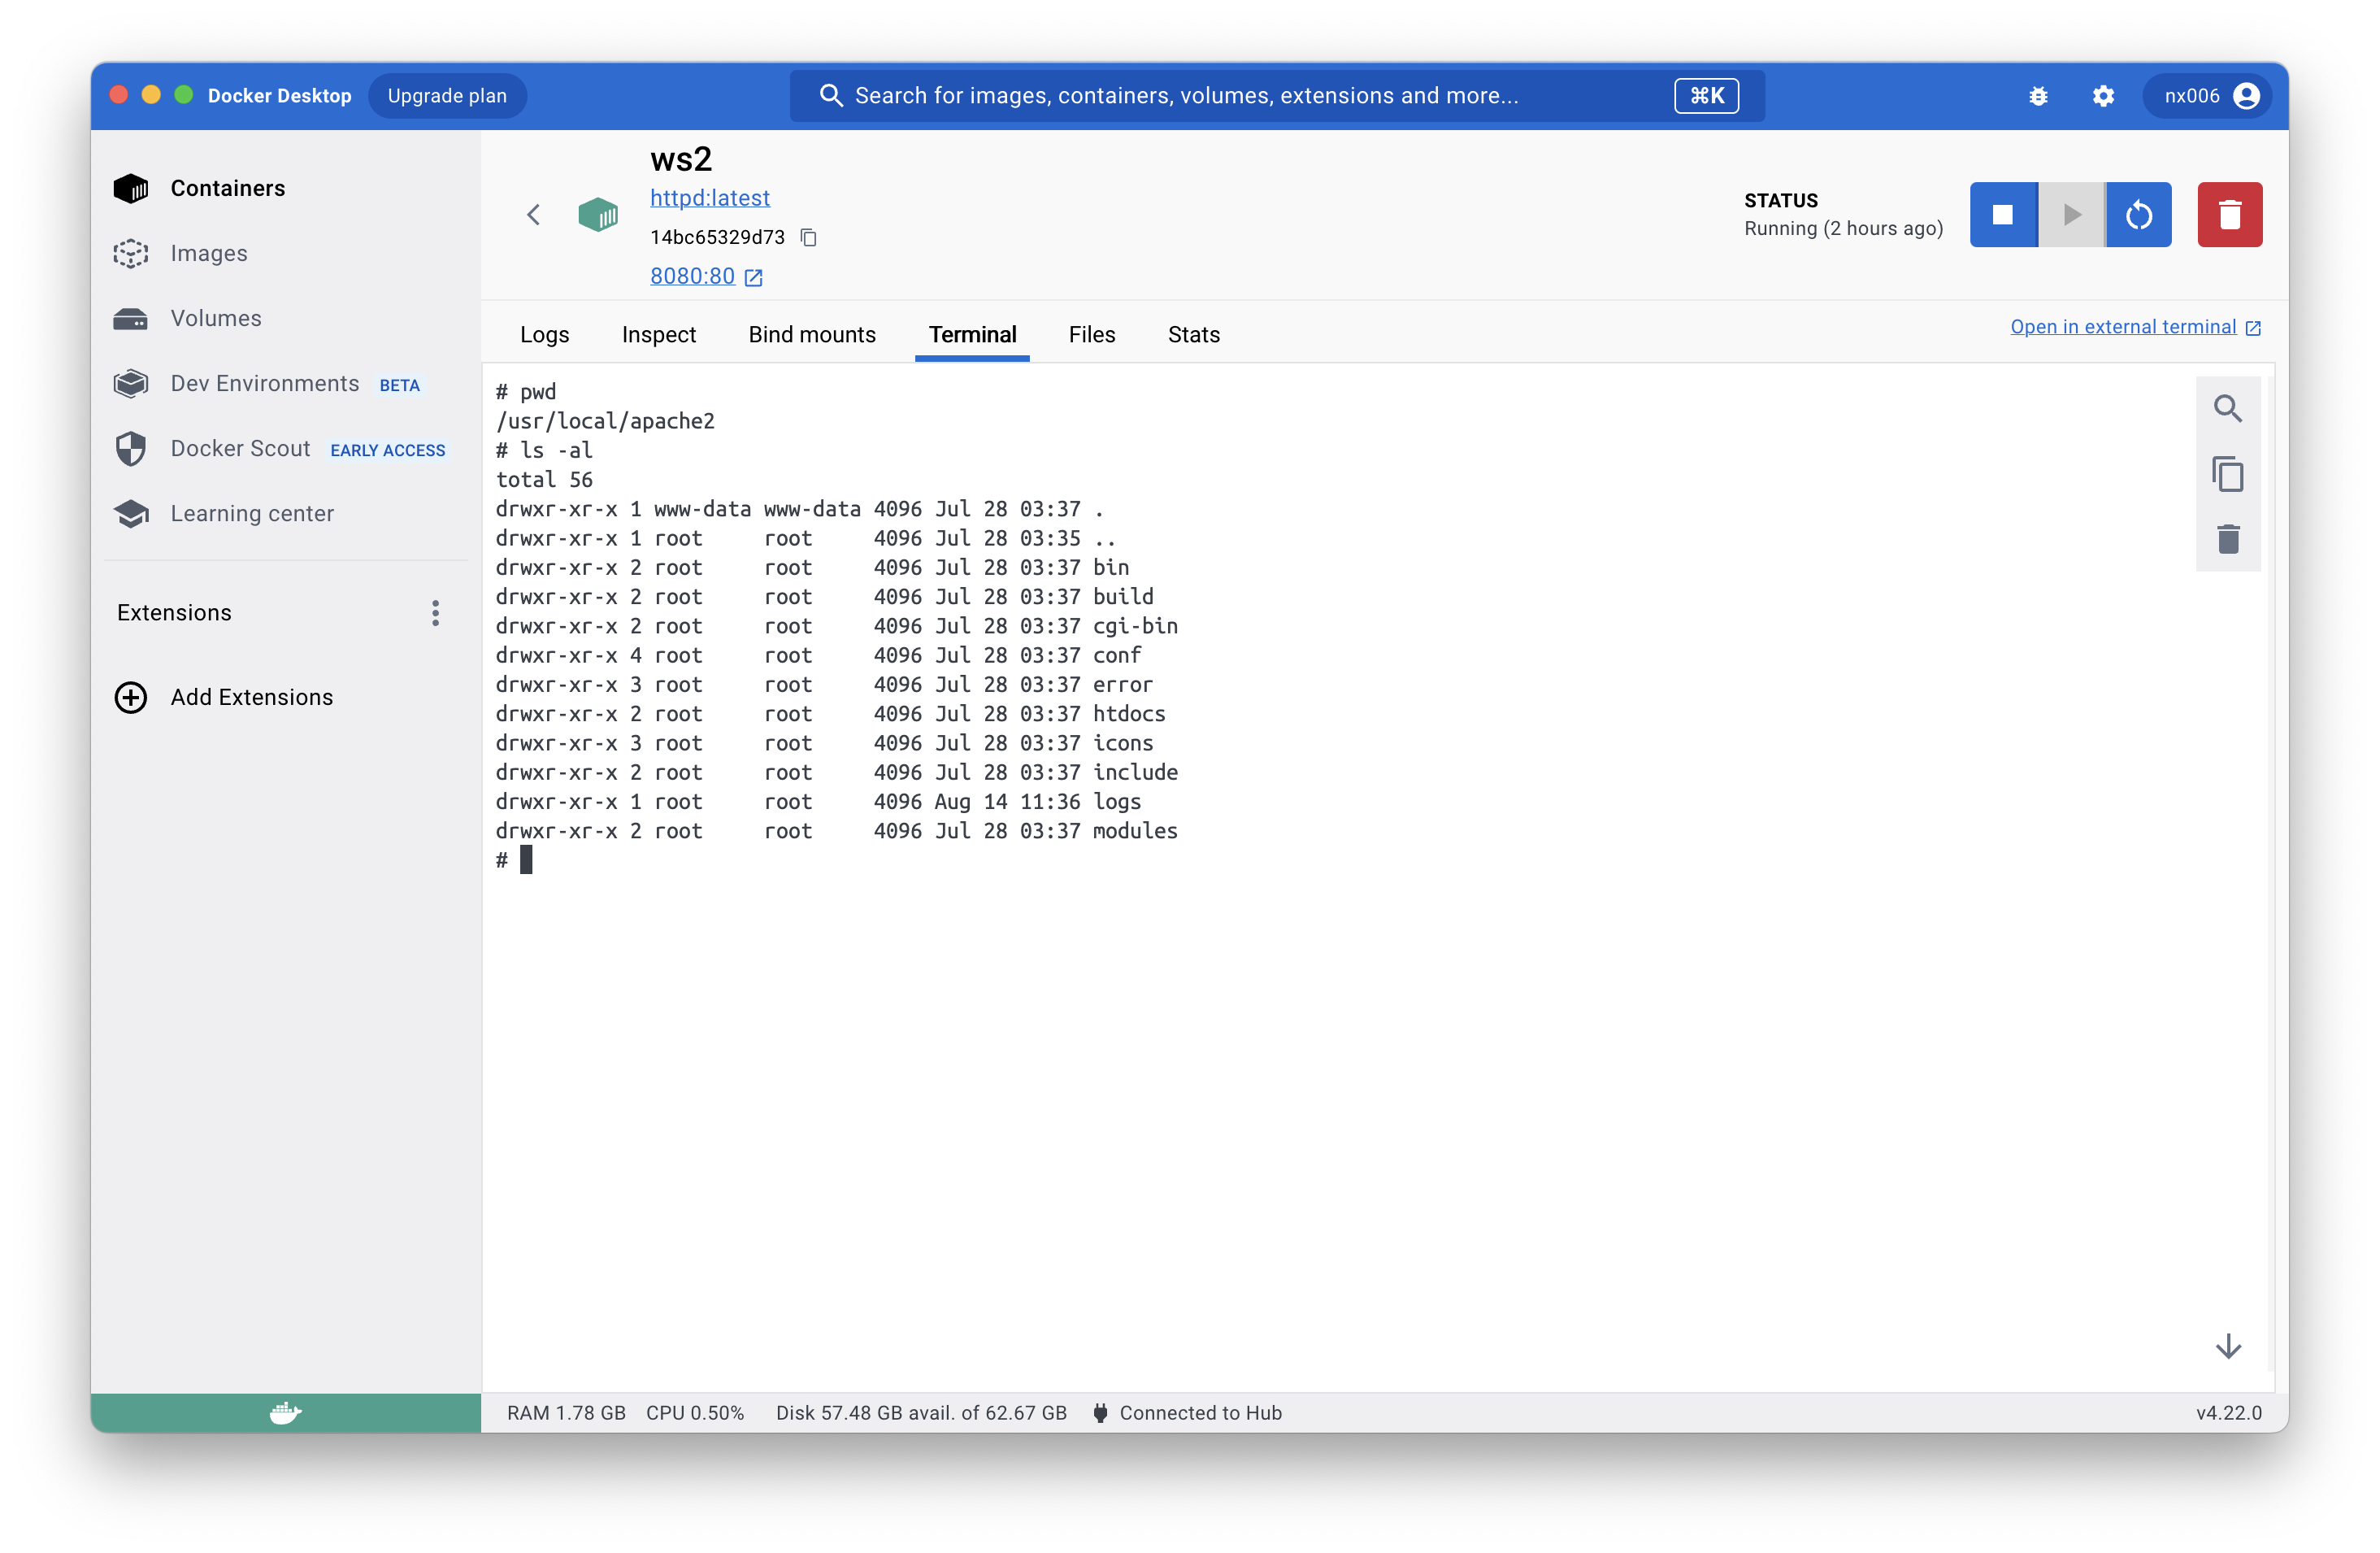 Docker Desktop
Upgrade plan
Search for images, containers, volumes, extensions and more...
⌘K
nx006
Containers
Images
Volumes
Dev Environments BETA
Docker Scout EARLY ACCESS
Learning center
Extensions
Add Extensions
ws2
httpd:latest
14bc65329d73
8080:80
STATUS
Running (2 hours ago)
Logs Inspect Bind mounts Terminal Files Stats
Open in external terminal
# pwd
/usr/local/apache2
# ls -al
total 56
drwxr-xr-x 1 www-data www-data 4096 Jul 28 03:37 .
drwxr-xr-x 1 root     root     4096 Jul 28 03:35 ..
drwxr-xr-x 2 root     root     4096 Jul 28 03:37 bin
drwxr-xr-x 2 root     root     4096 Jul 28 03:37 build
drwxr-xr-x 2 root     root     4096 Jul 28 03:37 cgi-bin
drwxr-xr-x 4 root     root     4096 Jul 28 03:37 conf
drwxr-xr-x 3 root     root     4096 Jul 28 03:37 error
drwxr-xr-x 2 root     root     4096 Jul 28 03:37 htdocs
drwxr-xr-x 3 root     root     4096 Jul 28 03:37 icons
drwxr-xr-x 2 root     root     4096 Jul 28 03:37 include
drwxr-xr-x 1 root     root     4096 Aug 14 11:36 logs
drwxr-xr-x 2 root     root     4096 Jul 28 03:37 modules
#
RAM 1.78 GB CPU 0.50% Disk 57.48 GB avail. of 62.67 GB Connected to Hub
v4.22.0